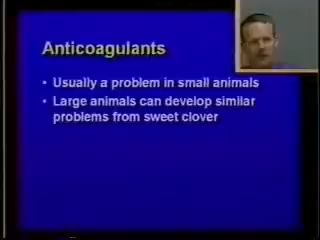 Anticoagulants
• Usually a problem in small animals
• Large animals can develop similar
problems from sweet clover